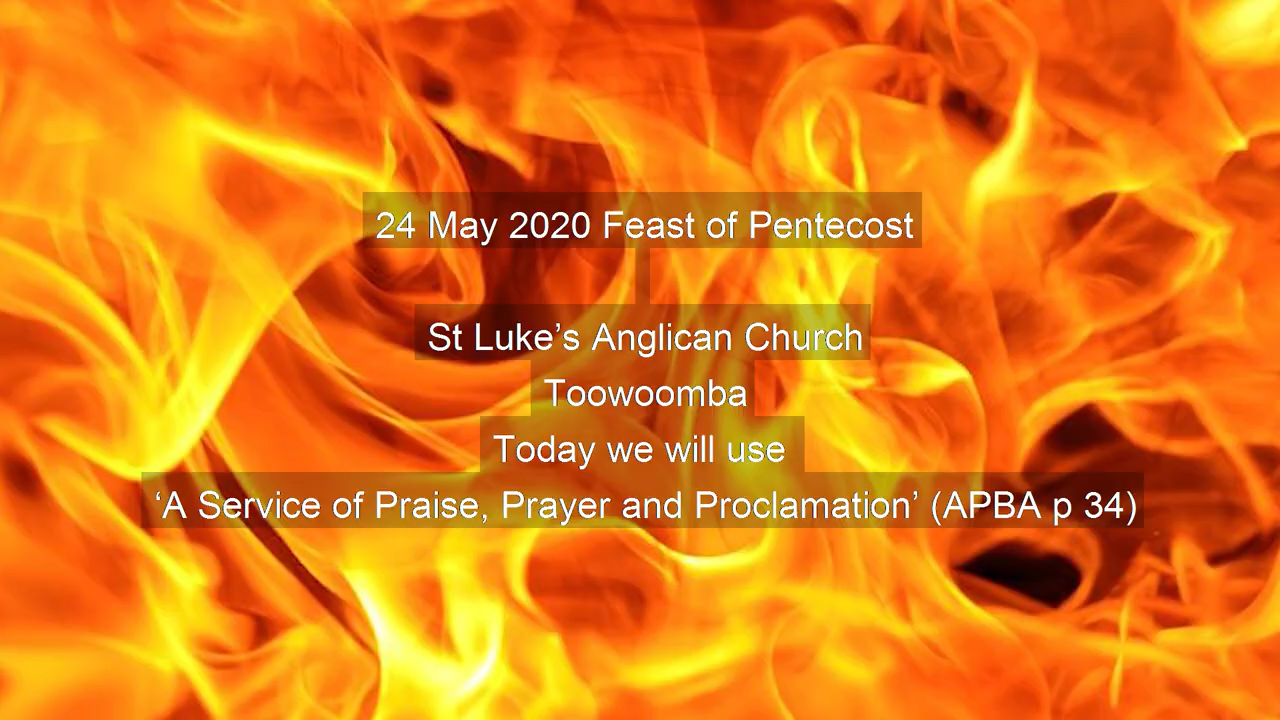 24 May 2020 Feast of Pentecost
St Luke’s Anglican Church
Toowoomba
Today we will use
‘A Service of Praise, Prayer and Proclamation’ (APBA p 34)